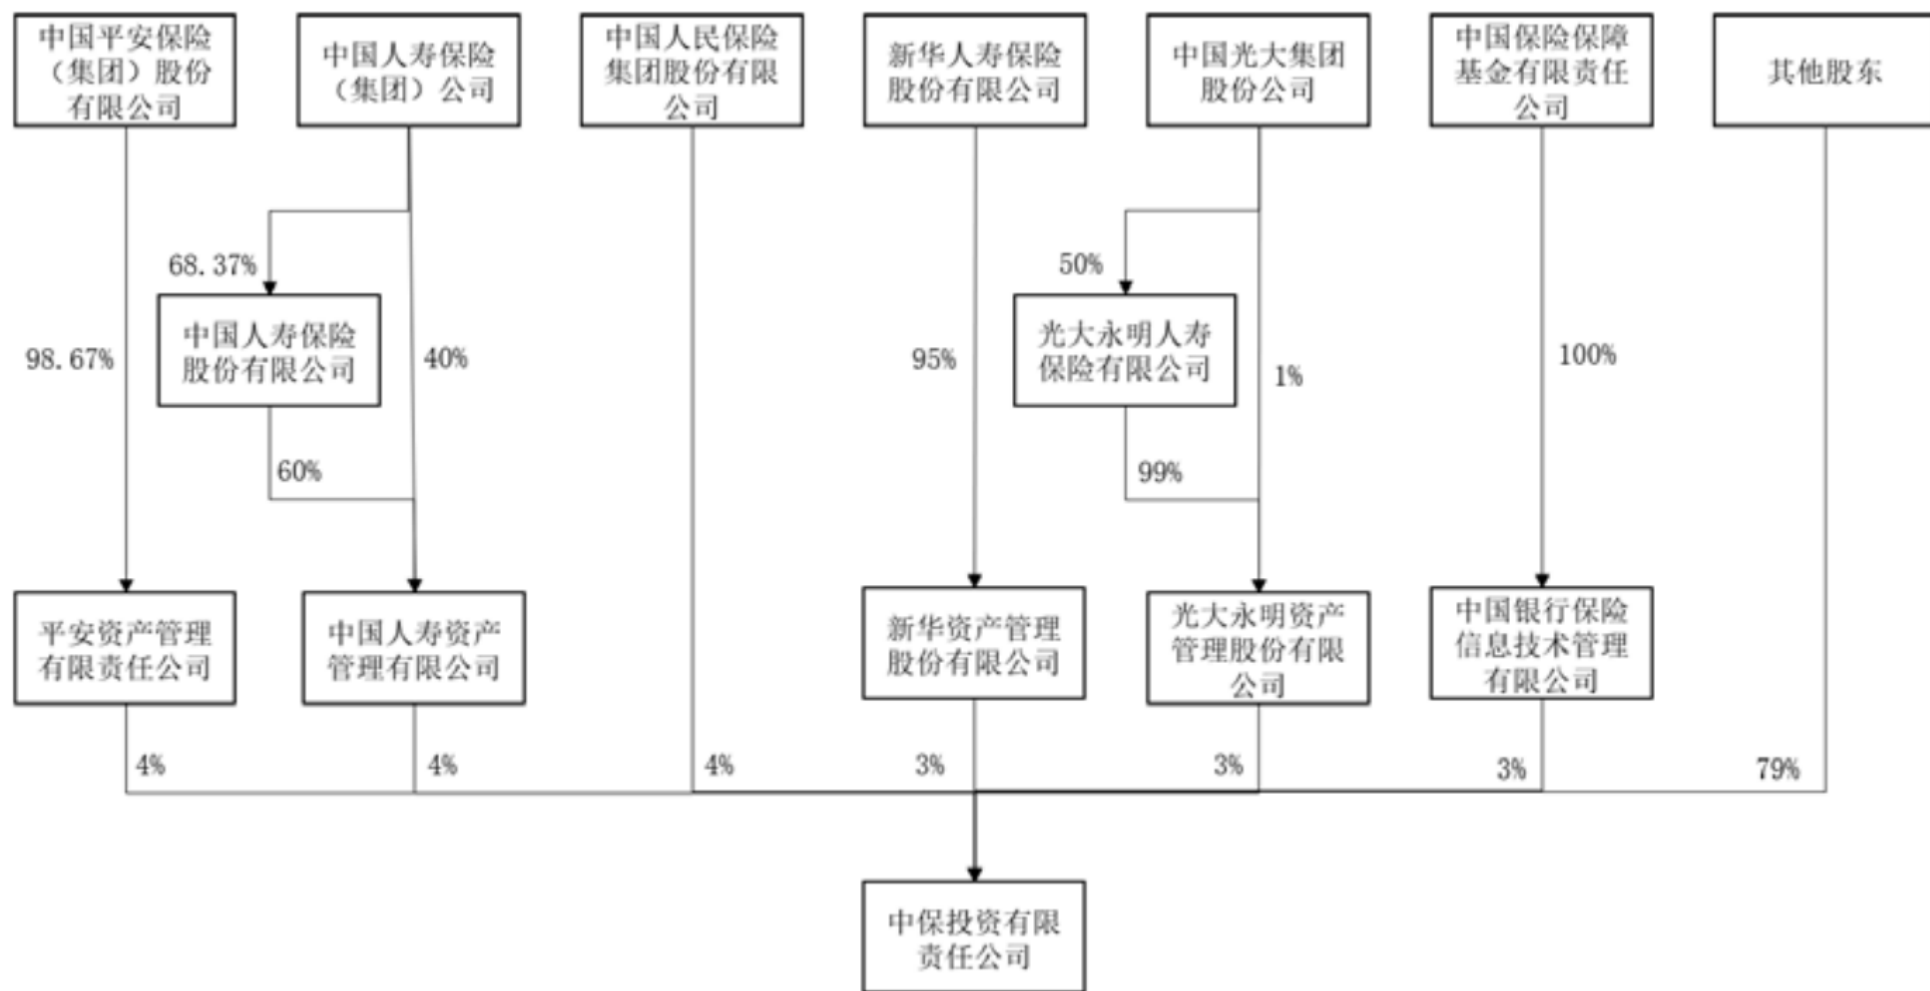 中国平安保险
（集团）股份
有限公司
中国人寿保险
（集团）公司
中国人民保险
集团股份有限
公司
新华人寿保险
股份有限公司
中国光大集团
股份公司
中国保险保障
基金有限责任
公司
其他股东
68.37%
50%
中国人寿保险
股份有限公司
光大永明人寿
保险有限公司
98.67%
40%
95%
1%
100%
60%
99%
平安资产管理
有限责任公司
中国人寿资产
管理有限公司
新华资产管理
股份有限公司
光大永明资产
管理股份有限
公司
中国银行保险
信息技术管理
有限公司
4%
4%
4%
3%
3%
3%
79%
中保投资有限
责任公司